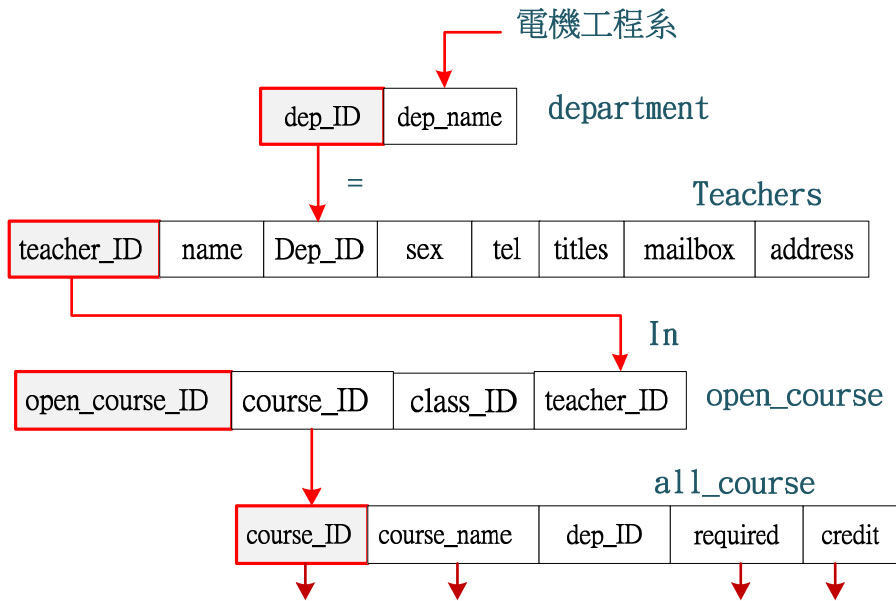 電機工程系
dep_ID dep_name department
=
Teachers
teacher_ID name Dep_ID sex tel titles mailbox address
In
open_course_ID course_ID class_ID teacher_ID open_course
all_course
course_ID course_name dep_ID required credit